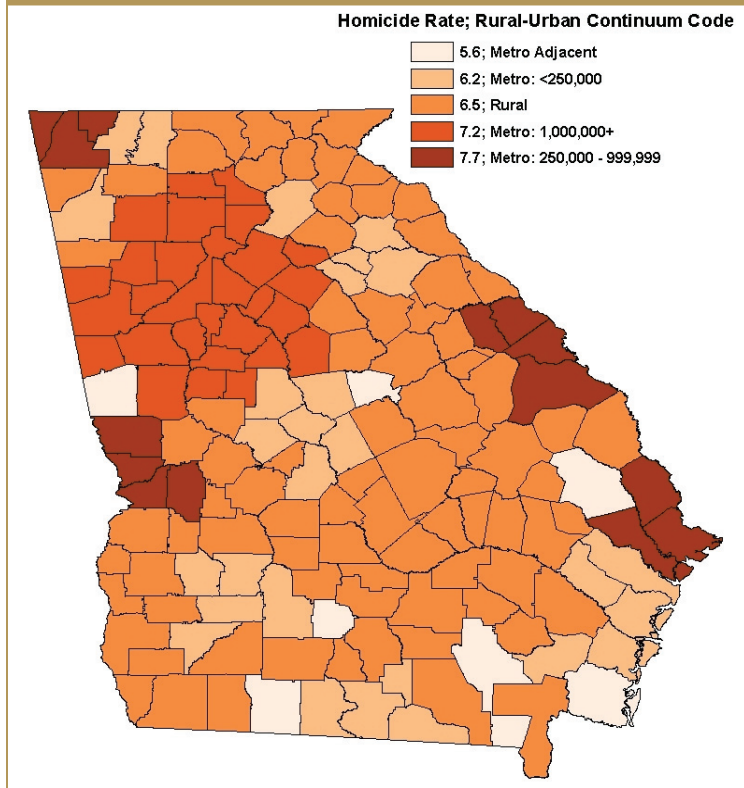 Homicide Rate; Rural-Urban Continuum Code
5.6; Metro Adjacent
6.2; Metro: <250,000
6.5; Rural
7.2; Metro: 1,000,000+
7.7; Metro: 250,000 - 999,999